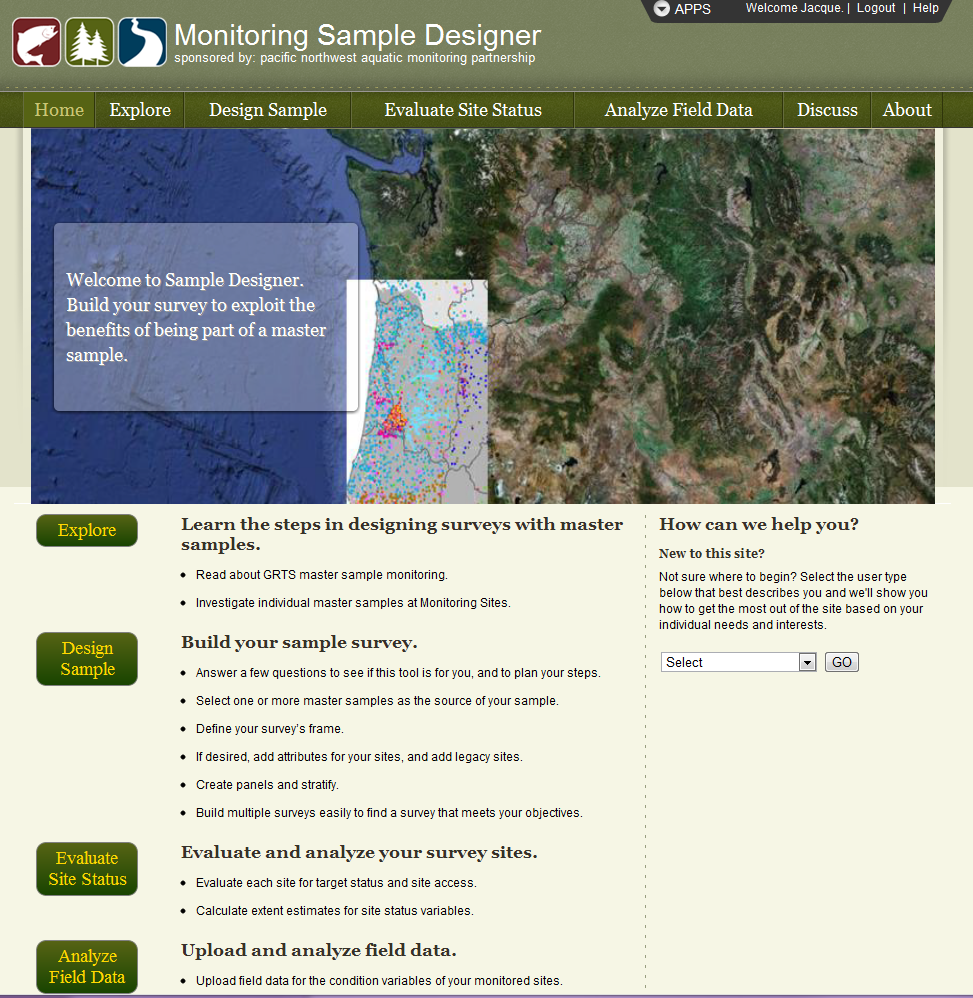 APPS
Welcome Jacque. | Logout | Help
Monitoring Sample Designer
sponsored by: pacific northwest aquatic monitoring partnership
Home Explore Design Sample Evaluate Site Status Analyze Field Data Discuss About
Welcome to Sample Designer.
Build your survey to exploit the
benefits of being part of a master
sample.
Explore
Learn the steps in designing surveys with master
samples.
• Read about GRTS master sample monitoring.
• Investigate individual master samples at Monitoring Sites.
Design
Sample
Build your sample survey.
• Answer a few questions to see if this tool is for you, and to plan your steps.
• Select one or more master samples as the source of your sample.
• Define your survey's frame.
• If desired, add attributes for your sites, and add legacy sites.
• Create panels and stratify.
• Build multiple surveys easily to find a survey that meets your objectives.
Evaluate
Site Status
Evaluate and analyze your survey sites.
• Evaluate each site for target status and site access.
• Calculate extent estimates for site status variables.
Analyze
Field Data
Upload and analyze field data.
• Upload field data for the condition variables of your monitored sites.
How can we help you?
New to this site?
Not sure where to begin? Select the user type
below that best describes you and we'll show you
how to get the most out of the site based on your
individual needs and interests.
Select GO